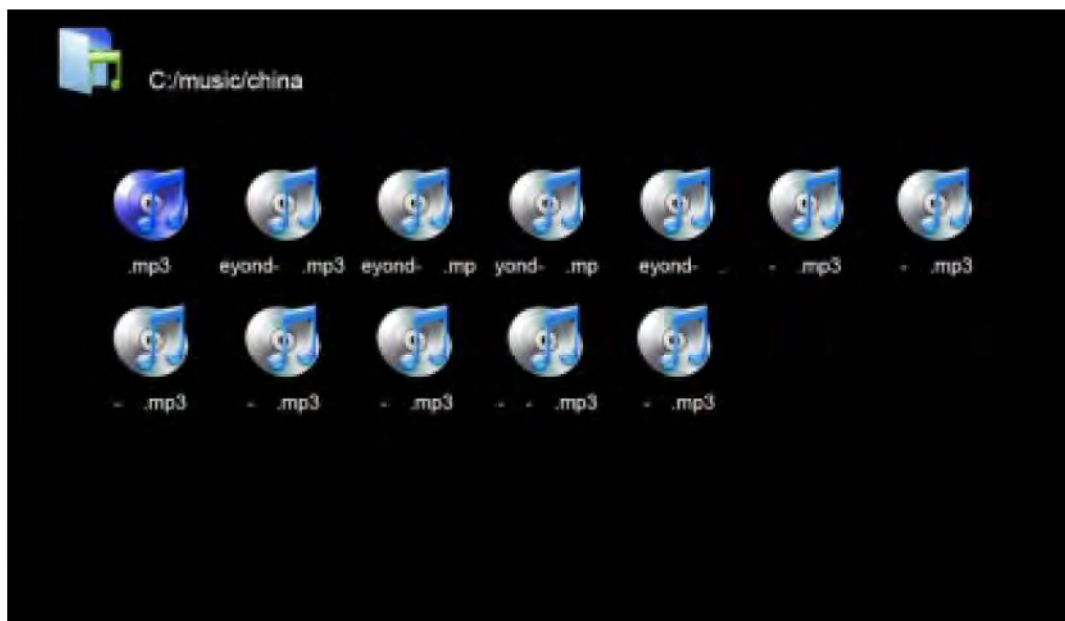 C:/music/china
.mp3 eyond- .mp3 eyond- .mp yond- .mp eyond- - .mp3 - .mp3
- .mp3 - .mp3 - .mp3 - - .mp3 - .mp3